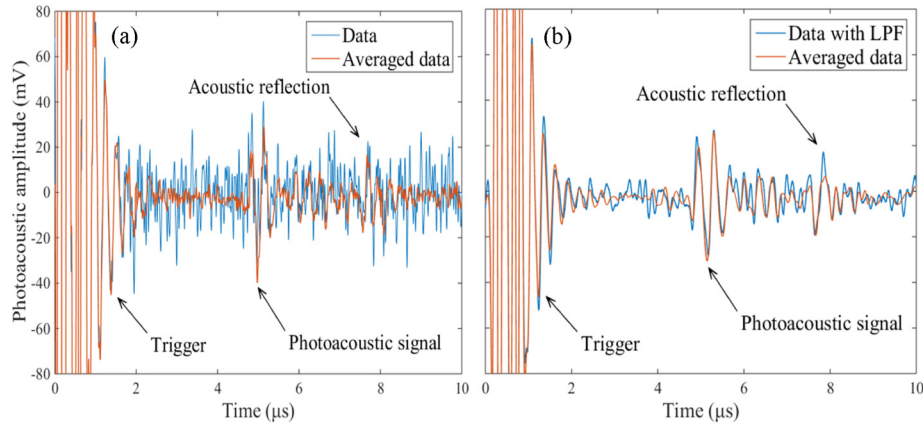 (a)
Data
Averaged data
Acoustic reflection
Trigger
Photoacoustic signal
Photoacoustic amplitude (mV)
80
60
40
20
0
-20
-40
-60
-80
0 2 4 6 8 10
Time (µs)
(b)
Data with LPF
Averaged data
Acoustic reflection
Photoacoustic signal
Trigger
0 2 4 6 8 10
Time (µs)